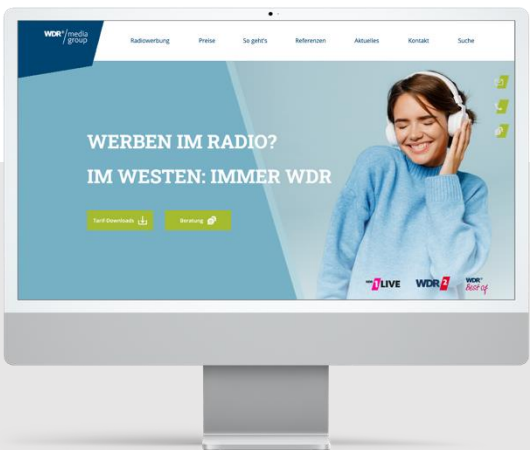 WDR /media
group
Radiowerbung Preise So geht's Referenzen Aktuelles Kontakt Suche
WERBEN IM RADIO?
IM WESTEN: IMMER WDR
Tarif-Downloads Beratung
1LIVE WDR 2 WDR
Best of